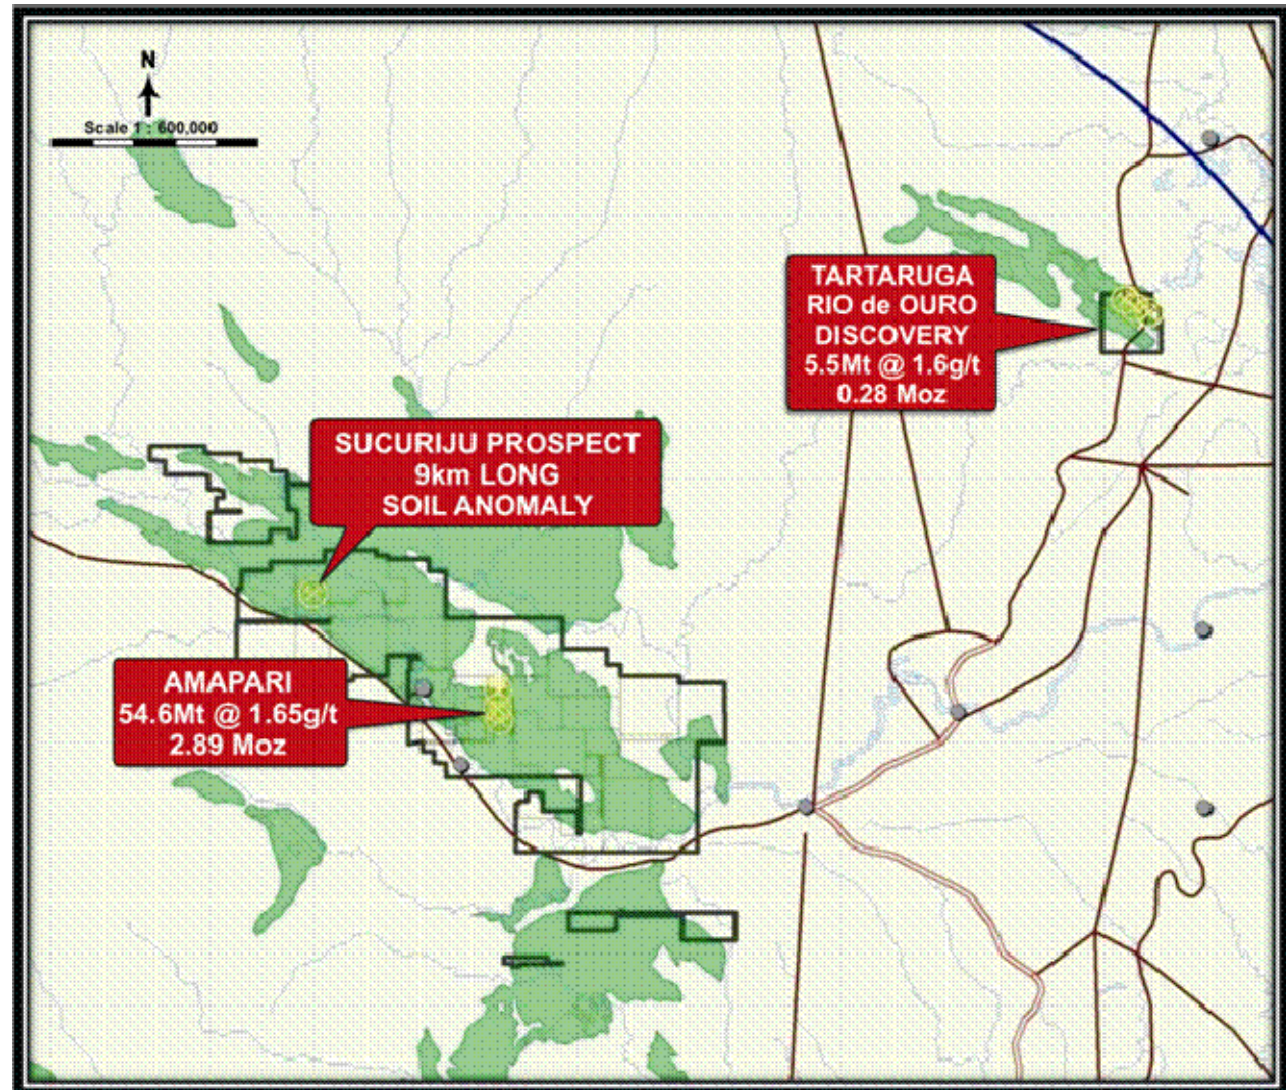 N
Scale 1 : 600,000
TARTARUGA
RIO de OURO
DISCOVERY
5.5Mt @ 1.6g/t
0.28 Moz
SUCURIJU PROSPECT
9km LONG
SOIL ANOMALY
AMAPARI
54.6Mt @ 1.65g/t
2.89 Moz